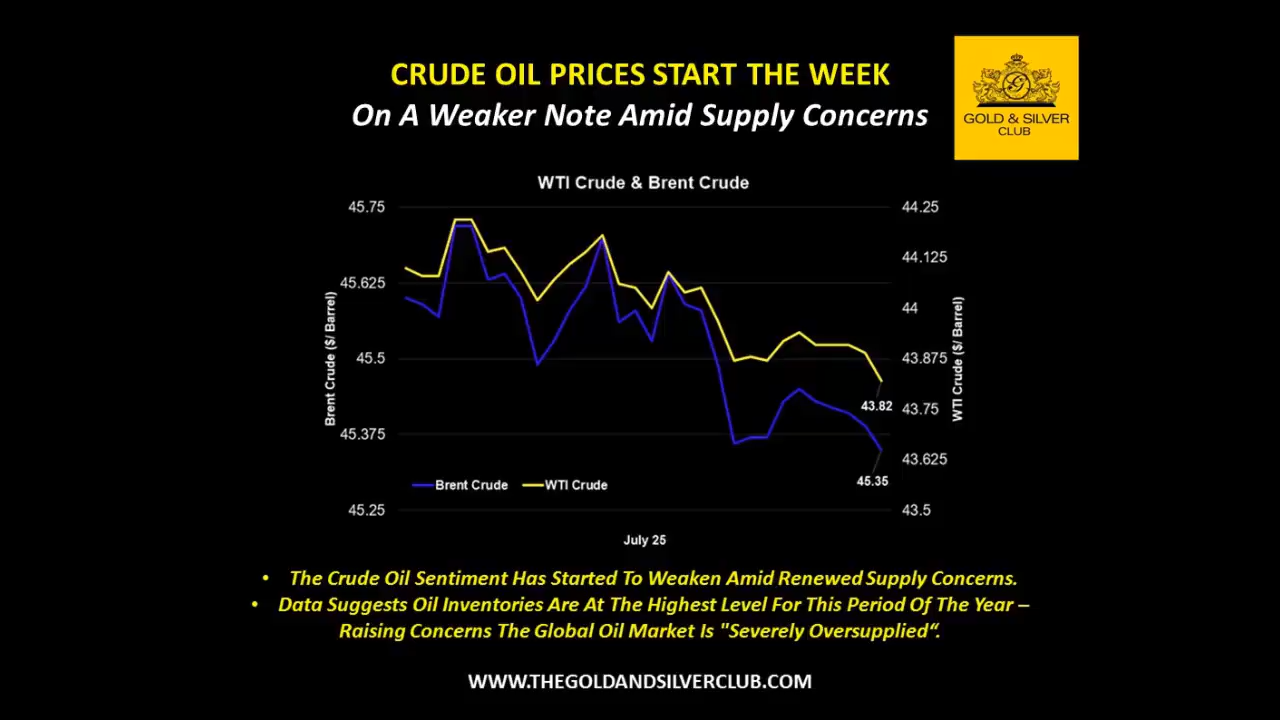 CRUDE OIL PRICES START THE WEEK
On A Weaker Note Amid Supply Concerns
GOLD & SILVER
CLUB
WTI Crude & Brent Crude
45.75
45.625
45.5
45.375
45.25
Brent Crude ($/ Barrel)
44.25
44.125
44
43.875
43.75
43.625
43.5
WTI Crude ($/ Barrel)
43.82
45.35
Brent Crude
WTI Crude
July 25
• The Crude Oil Sentiment Has Started To Weaken Amid Renewed Supply Concerns.
• Data Suggests Oil Inventories Are At The Highest Level For This Period Of The Year –
Raising Concerns The Global Oil Market Is "Severely Oversupplied“.
WWW.THEGOLDANDSILVERCLUB.COM